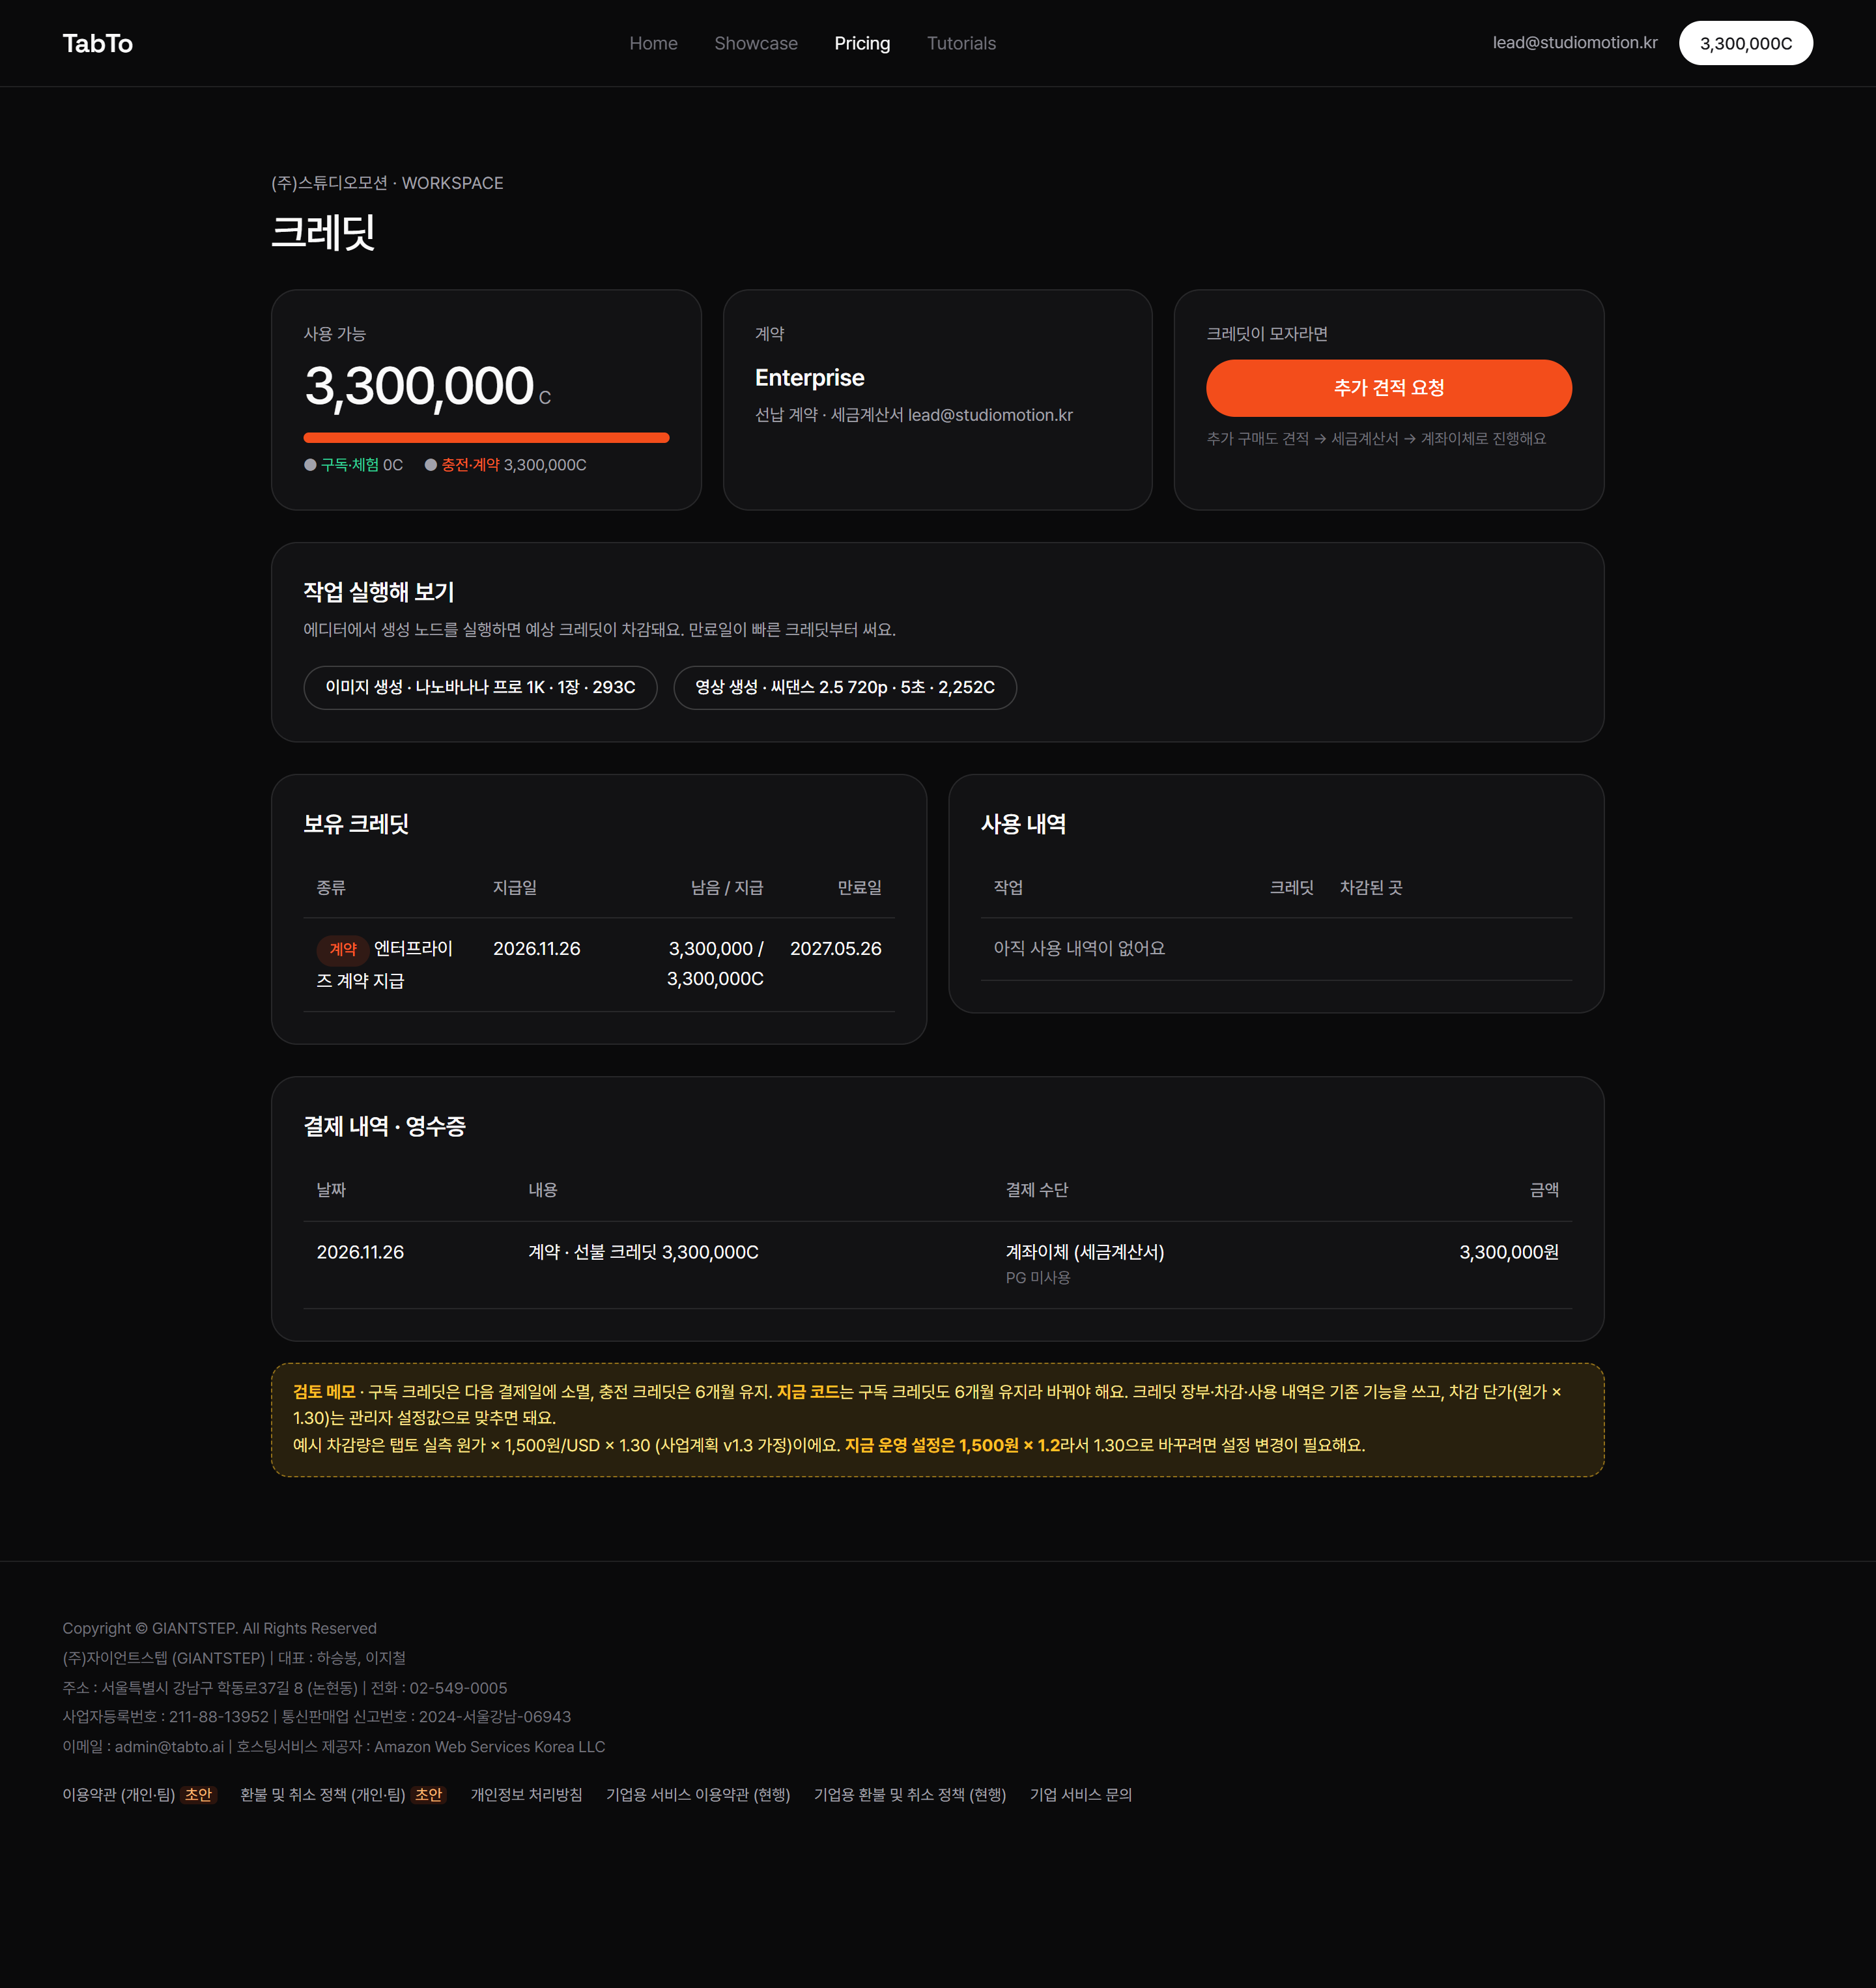 TabTo
Home Showcase Pricing Tutorials
lead@studiomotion.kr 3,300,000C
(주)스튜디오모션 · WORKSPACE
크레딧
사용 가능
3,300,000 C
구독·체험 0C 충전·계약 3,300,000C
계약
Enterprise
선납 계약 · 세금계산서 lead@studiomotion.kr
크레딧이 모자라면
추가 견적 요청
추가 구매도 견적 → 세금계산서 → 계좌이체로 진행해요
작업 실행해 보기
에디터에서 생성 노드를 실행하면 예상 크레딧이 차감돼요. 만료일이 빠른 크레딧부터 써요.
이미지 생성 · 나노바나나 프로 1K · 1장 · 293C 영상 생성 · 씨댄스 2.5 720p · 5초 · 2,252C
보유 크레딧
종류 지급일 남음 / 지급 만료일
계약 엔터프라이 2026.11.26 3,300,000 / 2027.05.26
즈 계약 지급 3,300,000C
사용 내역
작업 크레딧 차감된 곳
아직 사용 내역이 없어요
결제 내역 · 영수증
날짜 내용 결제 수단 금액
2026.11.26 계약 · 선불 크레딧 3,300,000C 계좌이체 (세금계산서) 3,300,000원
PG 미사용
검토 메모 · 구독 크레딧은 다음 결제일에 소멸, 충전 크레딧은 6개월 유지. 지금 코드는 구독 크레딧도 6개월 유지라 바꿔야 해요. 크레딧 장부·차감·사용 내역은 기존 기능을 쓰고, 차감 단가(원가 ×
1.30)는 관리자 설정값으로 맞추면 돼요.
예시 차감량은 탭토 실측 원가 × 1,500원/USD × 1.30 (사업계획 v1.3 가정)이에요. 지금 운영 설정은 1,500원 × 1.2라서 1.30으로 바꾸려면 설정 변경이 필요해요.
Copyright © GIANTSTEP. All Rights Reserved
(주)자이언트스텝 (GIANTSTEP) | 대표 : 하승봉, 이지철
주소 : 서울특별시 강남구 학동로37길 8 (논현동) | 전화 : 02-549-0005
사업자등록번호 : 211-88-13952 | 통신판매업 신고번호 : 2024-서울강남-06943
이메일 : admin@tabto.ai | 호스팅서비스 제공자 : Amazon Web Services Korea LLC
이용약관 (개인·팀) 초안 환불 및 취소 정책 (개인·팀) 초안 개인정보 처리방침 기업용 서비스 이용약관 (현행) 기업용 환불 및 취소 정책 (현행) 기업 서비스 문의